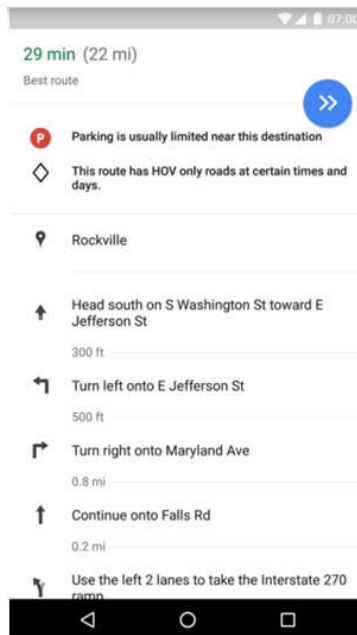 07:00
29 min (22 mi)
Best route
P
Parking is usually limited near this destination
This route has HOV only roads at certain times and
days.
Rockville
Head south on S Washington St toward E
Jefferson St
300 ft
Turn left onto E Jefferson St
500 ft
Turn right onto Maryland Ave
0.8 mi
Continue onto Falls Rd
0.2 mi
Use the left 2 lanes to take the Interstate 270
ramp